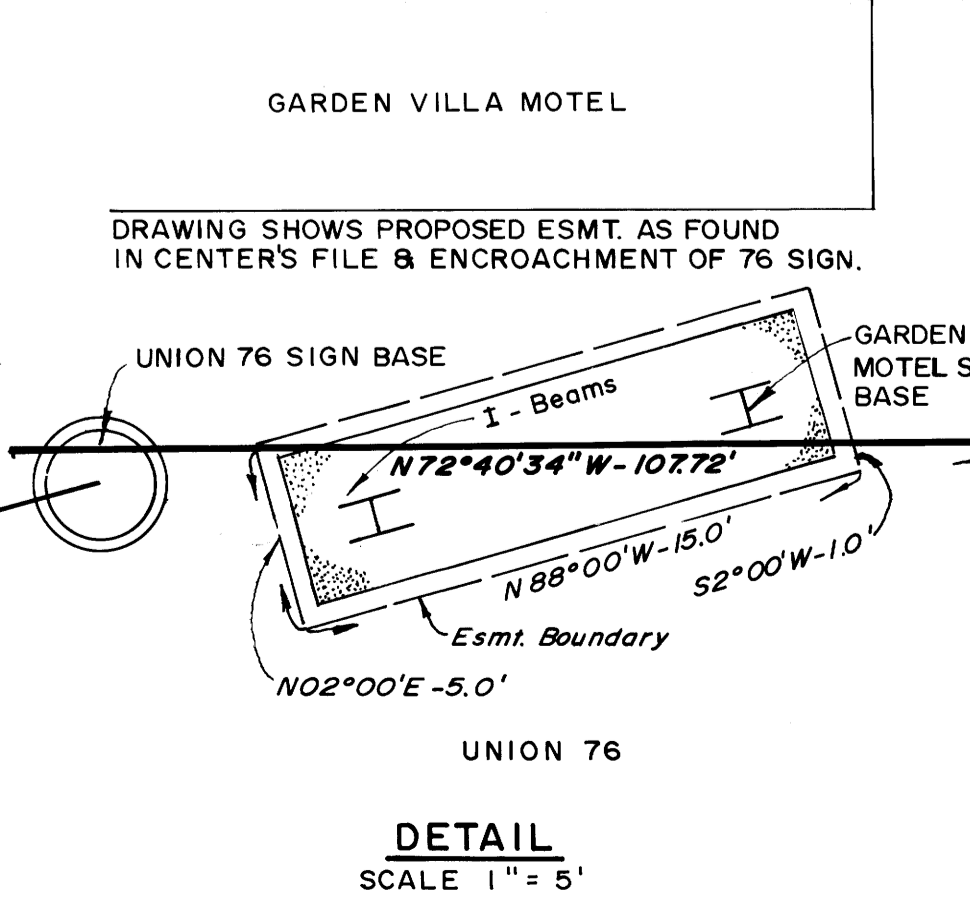 GARDEN VILLA MOTEL
DRAWING SHOWS PROPOSED ESMT. AS FOUND
IN CENTER'S FILE & ENCROACHMENT OF 76 SIGN.
UNION 76 SIGN BASE
GARDEN
MOTEL S
BASE
I - Beams
N72°40'34"W-107.72'
N88°00'W-15.0'
S2°00'W-1.0'
Esmt. Boundary
N02°00'E-5.0'
UNION 76
DETAIL
SCALE 1"=5'